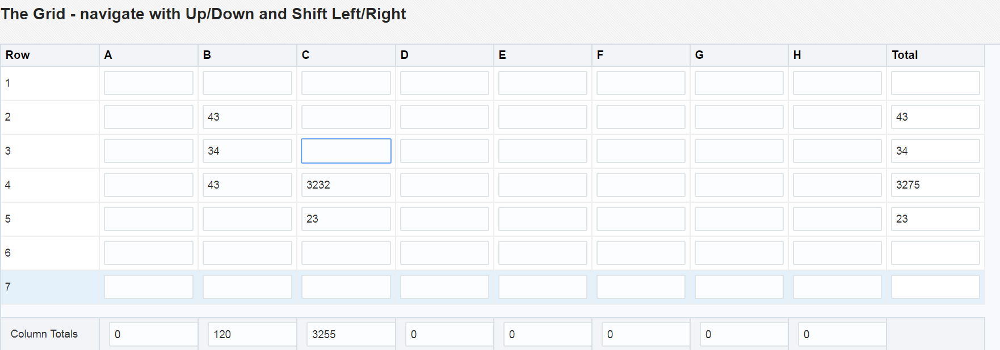 The Grid - navigate with Up/Down and Shift Left/Right
Row A B C D E F G H Total
1
2 43 43
3 34 34
4 43 3232 3275
5 23 23
6
7
Column Totals 0 120 3255 0 0 0 0 0